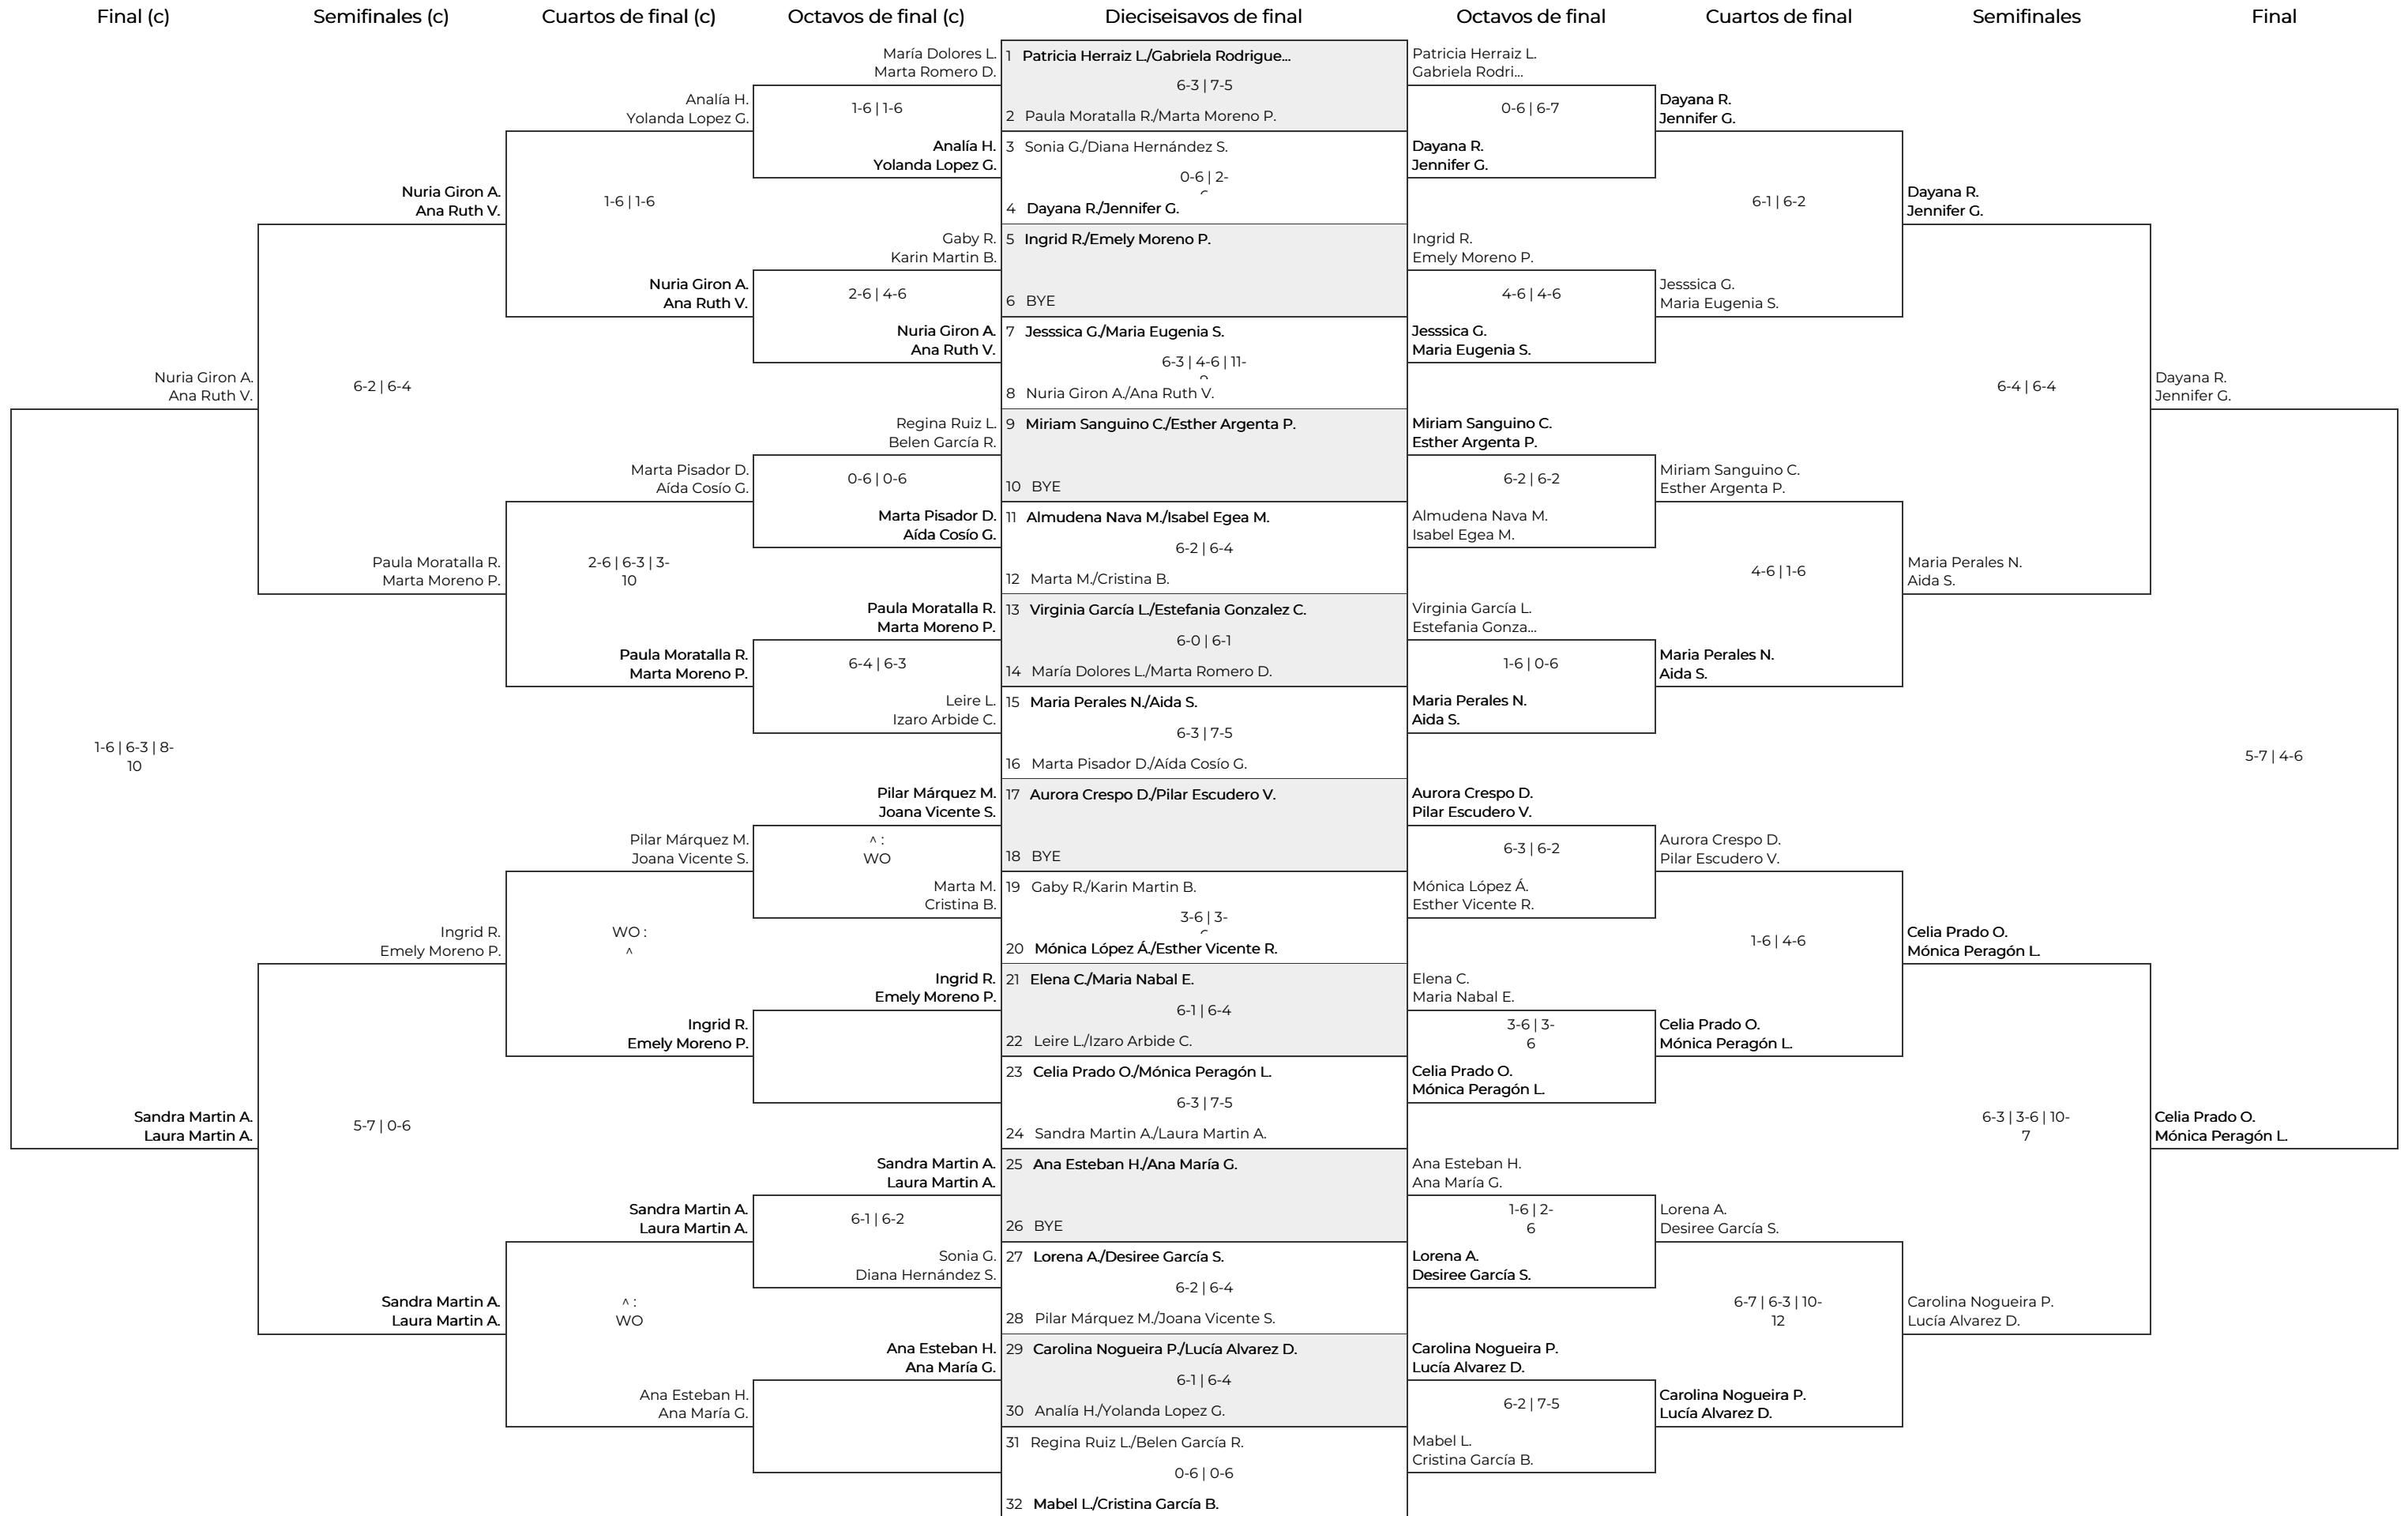 Final (c)
Semifinales (c)
Cuartos de final (c)
Octavos de final (c)
Dieciseisavos de final
Octavos de final
Cuartos de final
Semifinales
Final
Nuria Giron A.
Ana Ruth V.
1-6 | 6-3 | 8-
10
Sandra Martin A.
Laura Martin A.
Nuria Giron A.
Ana Ruth V.
6-2 | 6-4
Paula Moratalla R.
Marta Moreno P.
Ingrid R.
Emely Moreno P.
5-7 | 0-6
Sandra Martin A.
Laura Martin A.
Analía H.
Yolanda Lopez G.
1-6 | 1-6
Nuria Giron A.
Ana Ruth V.
Marta Pisador D.
Aída Cosío G.
2-6 | 6-3 | 3-
10
Paula Moratalla R.
Marta Moreno P.
Pilar Márquez M.
Joana Vicente S.
WO :
^
Ingrid R.
Emely Moreno P.
Sandra Martin A.
Laura Martin A.
^ :
WO
Ana Esteban H.
Ana María G.
María Dolores L.
Marta Romero D.
1-6 | 1-6
Analía H.
Yolanda Lopez G.
Gaby R.
Karin Martin B.
2-6 | 4-6
Nuria Giron A.
Ana Ruth V.
Regina Ruiz L.
Belen García R.
0-6 | 0-6
Marta Pisador D.
Aída Cosío G.
Paula Moratalla R.
Marta Moreno P.
6-4 | 6-3
Leire L.
Izaro Arbide C.
Pilar Márquez M.
Joana Vicente S.
^ :
WO
Marta M.
Cristina B.
Ingrid R.
Emely Moreno P.
Sandra Martin A.
Laura Martin A.
6-1 | 6-2
Sonia G.
Diana Hernández S.
Ana Esteban H.
Ana María G.
1 Patricia Herraiz L./Gabriela Rodrigue...
6-3 | 7-5
2 Paula Moratalla R./Marta Moreno P.
3 Sonia G./Diana Hernández S.
0-6 | 2-
4 Dayana R./Jennifer G.
5 Ingrid R./Emely Moreno P.
6 BYE
7 Jesssica G./Maria Eugenia S.
6-3 | 4-6 | 11-
8 Nuria Giron A./Ana Ruth V.
9 Miriam Sanguino C./Esther Argenta P.
10 BYE
11 Almudena Nava M./Isabel Egea M.
6-2 | 6-4
12 Marta M./Cristina B.
13 Virginia García L./Estefania Gonzalez C.
6-0 | 6-1
14 María Dolores L./Marta Romero D.
15 Maria Perales N./Aida S.
6-3 | 7-5
16 Marta Pisador D./Aída Cosío G.
17 Aurora Crespo D./Pilar Escudero V.
18 BYE
19 Gaby R./Karin Martin B.
3-6 | 3-
20 Mónica López Á./Esther Vicente R.
21 Elena C./Maria Nabal E.
6-1 | 6-4
22 Leire L./Izaro Arbide C.
23 Celia Prado O./Mónica Peragón L.
6-3 | 7-5
24 Sandra Martin A./Laura Martin A.
25 Ana Esteban H./Ana María G.
26 BYE
27 Lorena A./Desiree García S.
6-2 | 6-4
28 Pilar Márquez M./Joana Vicente S.
29 Carolina Nogueira P./Lucía Alvarez D.
6-1 | 6-4
30 Analía H./Yolanda Lopez G.
31 Regina Ruiz L./Belen García R.
0-6 | 0-6
32 Mabel L./Cristina García B.
Patricia Herraiz L.
Gabriela Rodri...
0-6 | 6-7
Dayana R.
Jennifer G.
Ingrid R.
Emely Moreno P.
4-6 | 4-6
Jesssica G.
Maria Eugenia S.
Miriam Sanguino C.
Esther Argenta P.
6-2 | 6-2
Almudena Nava M.
Isabel Egea M.
Virginia García L.
Estefania Gonza...
1-6 | 0-6
Maria Perales N.
Aida S.
Aurora Crespo D.
Pilar Escudero V.
6-3 | 6-2
Mónica López Á.
Esther Vicente R.
Elena C.
Maria Nabal E.
3-6 | 3-
6
Celia Prado O.
Mónica Peragón L.
Ana Esteban H.
Ana María G.
1-6 | 2-
6
Lorena A.
Desiree García S.
Carolina Nogueira P.
Lucía Alvarez D.
6-2 | 7-5
Mabel L.
Cristina García B.
Dayana R.
Jennifer G.
6-1 | 6-2
Jesssica G.
Maria Eugenia S.
Miriam Sanguino C.
Esther Argenta P.
4-6 | 1-6
Maria Perales N.
Aida S.
Aurora Crespo D.
Pilar Escudero V.
1-6 | 4-6
Celia Prado O.
Mónica Peragón L.
Lorena A.
Desiree García S.
6-7 | 6-3 | 10-
12
Carolina Nogueira P.
Lucía Alvarez D.
Dayana R.
Jennifer G.
6-4 | 6-4
Maria Perales N.
Aida S.
Celia Prado O.
Mónica Peragón L.
6-3 | 3-6 | 10-
7
Carolina Nogueira P.
Lucía Alvarez D.
Dayana R.
Jennifer G.
5-7 | 4-6
Celia Prado O.
Mónica Peragón L.